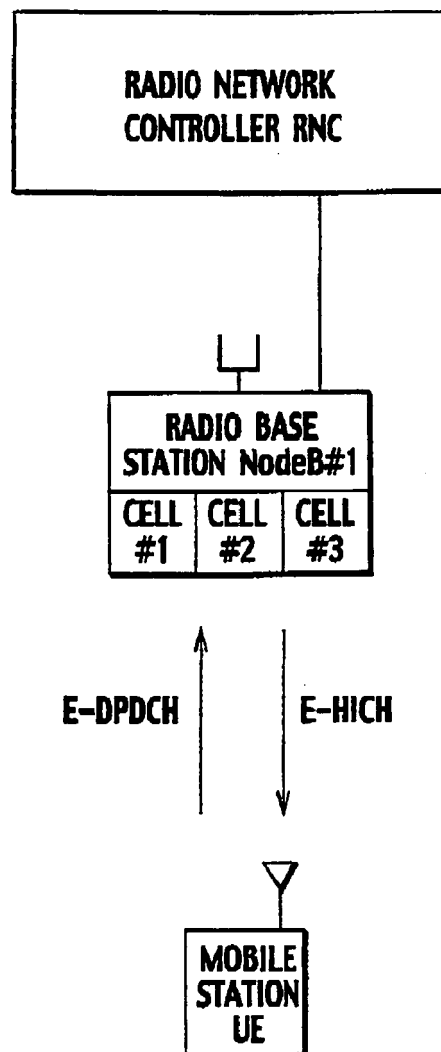 RADIO NETWORK
CONTROLLER RNC
RADIO BASE
STATION NodeB#1
CELL
#1
CELL
#2
CELL
#3
E-DPDCH
E-HICH
MOBILE
STATION
UE